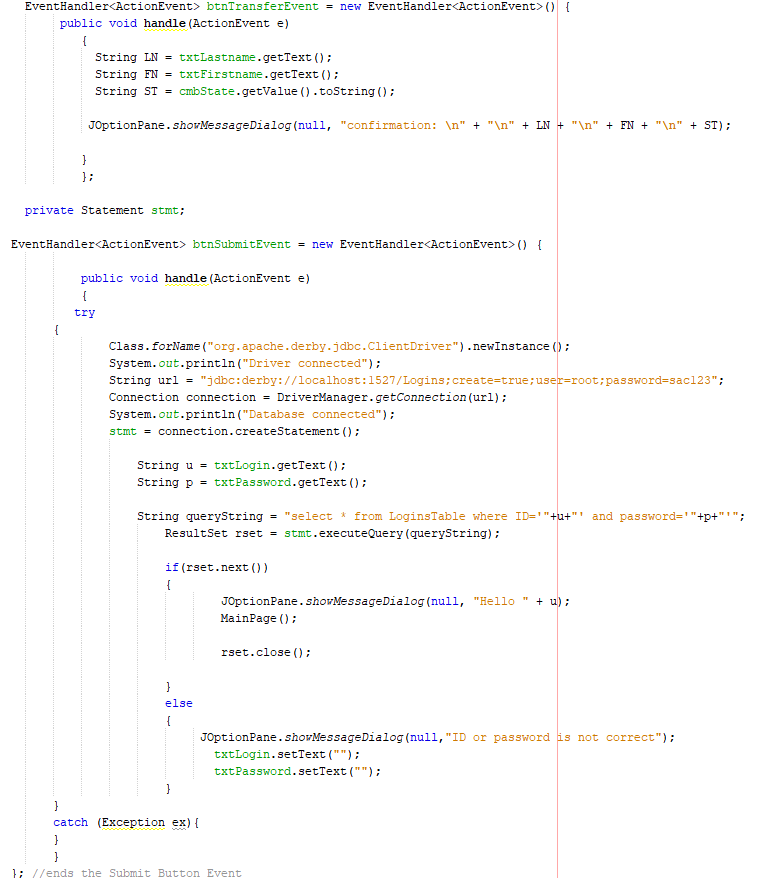 EventHandler<ActionEvent> btnTransferEvent = new EventHandler<ActionEvent>() {
public void handle(ActionEvent e)
{
String LN = txtLastname.getText();
String FN = txtFirstname.getText();
String ST = cmbState.getValue().toString();
JOptionPane.showMessageDialog(null, "confirmation: \n" + "\n" + LN + "\n" + FN + "\n" + ST);
}
};
private Statement stmt;
EventHandler<ActionEvent> btnSubmitEvent = new EventHandler<ActionEvent>() {
public void handle(ActionEvent e)
{
try
{
Class.forName("org.apache.derby.jdbc.ClientDriver").newInstance();
System.out.println("Driver connected");
String url = "jdbc:derby://localhost:1527/Logins;create=true;user=root;password=sac123";
Connection connection = DriverManager.getConnection(url);
System.out.println("Database connected");
stmt = connection.createStatement();
String u = txtLogin.getText();
String p = txtPassword.getText();
String queryString = "select * from LoginsTable where ID='"+u+"' and password='"+p+"'";
ResultSet rset = stmt.executeQuery(queryString);
if(rset.next())
{
JOptionPane.showMessageDialog(null, "Hello " + u);
MainPage();
rset.close();
}
else
{
JOptionPane.showMessageDialog(null,"ID or password is not correct");
txtLogin.setText("");
txtPassword.setText("");
}
}
catch (Exception ex){
}
}
}; //ends the Submit Button Event